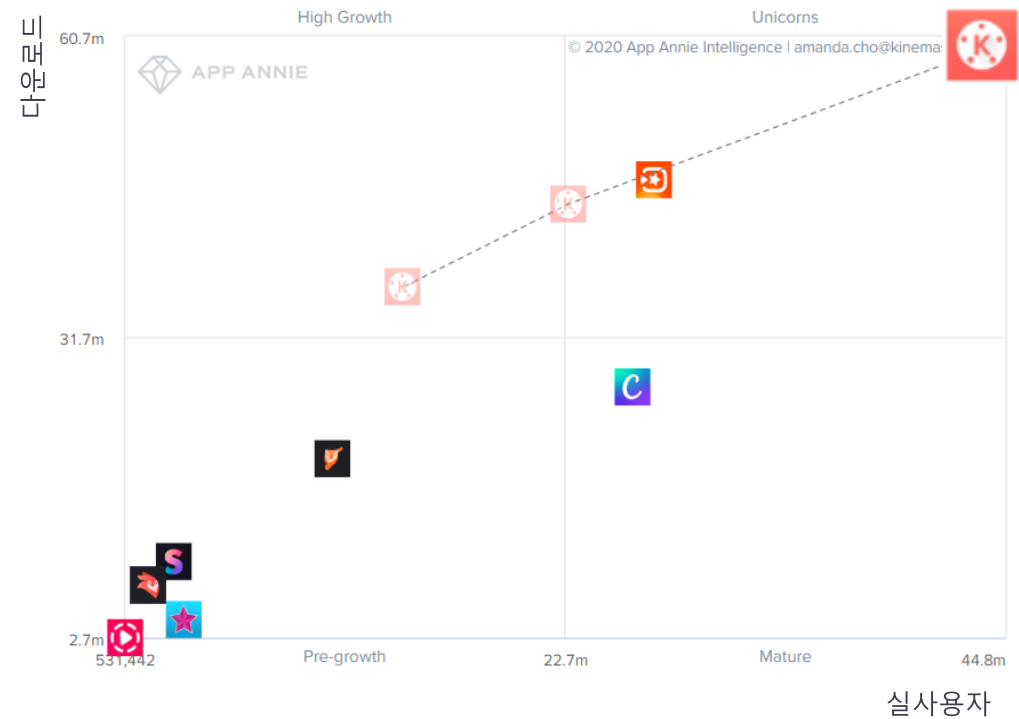 High Growth
Unicorns
다운로드
60.7m
© 2020 App Annie Intelligence | amanda.cho@kinemas
APP ANNIE
K
K
K
31.7m
C
S
2.7m
531,442
Pre-growth
22.7m
Mature
44.8m
실사용자